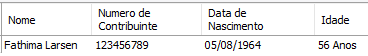 Nome Numero de Contribuinte Data de Nascimento Idade
Fathima Larsen 123456789 05/08/1964 56 Anos